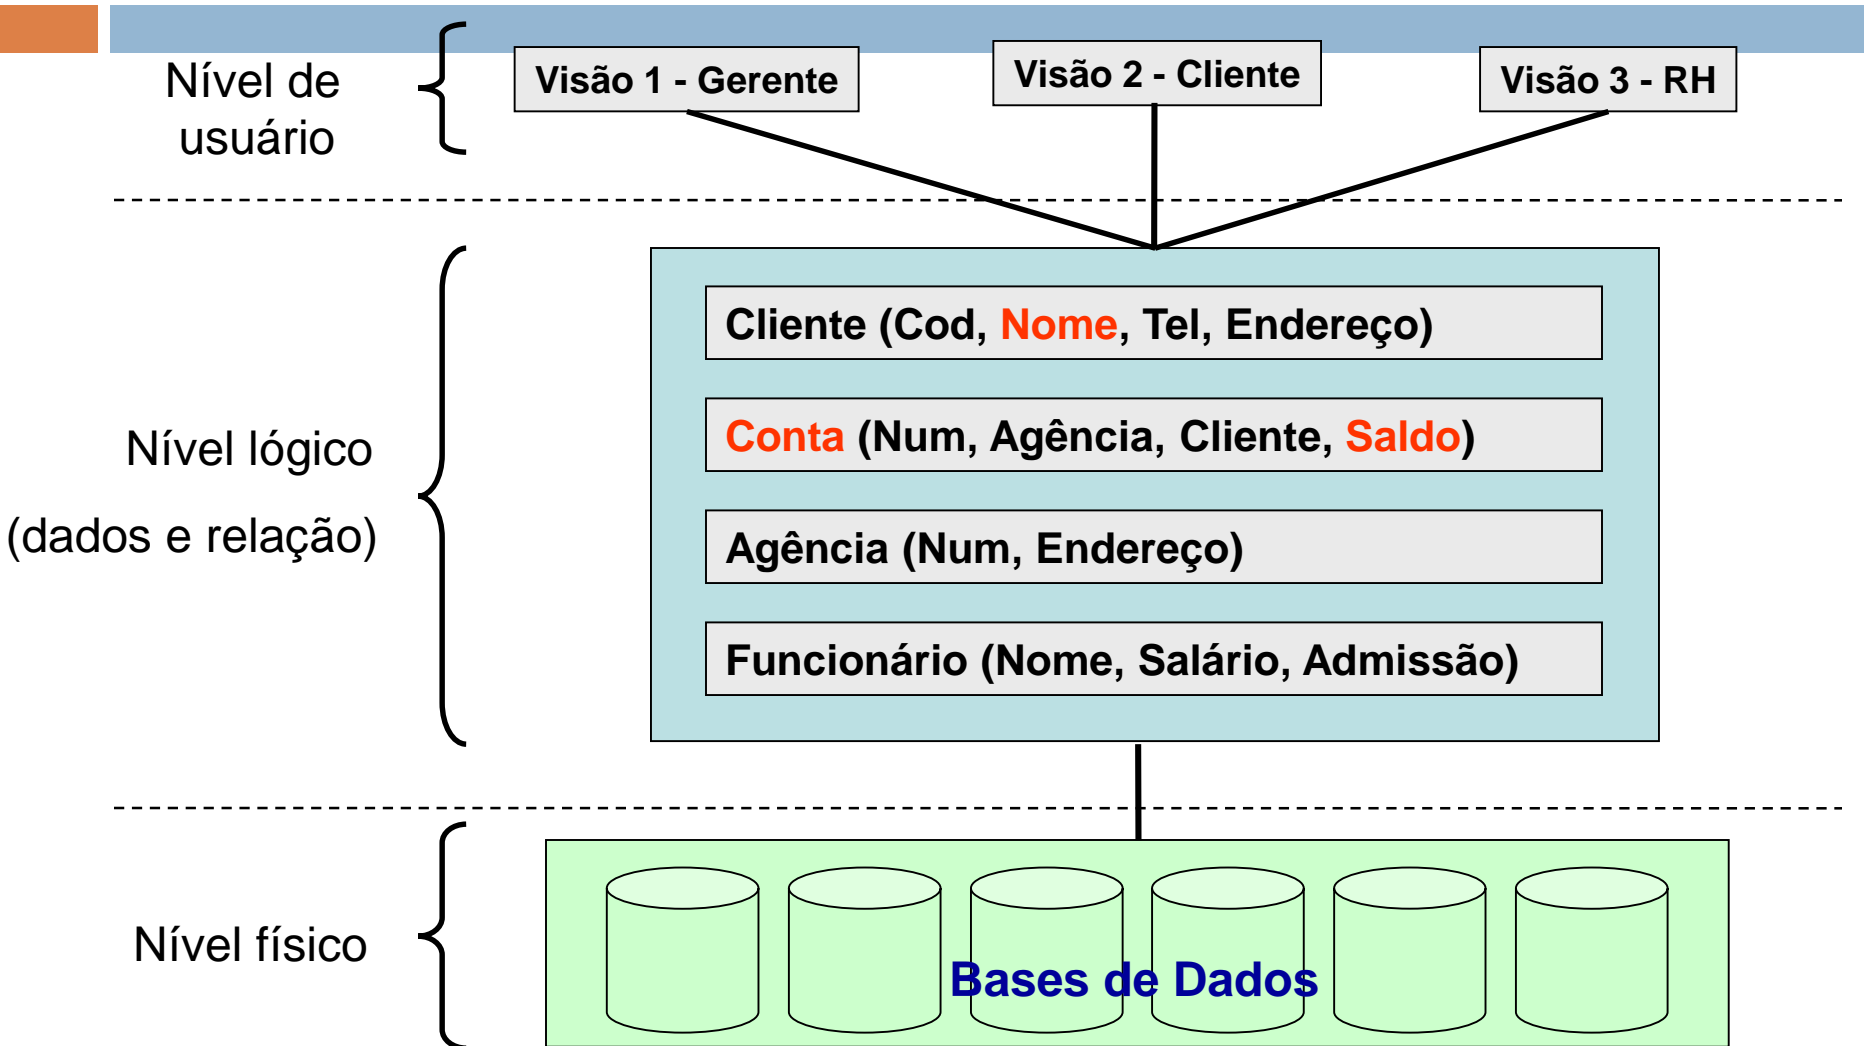 Nível de
usuário
Visão 1 - Gerente
Visão 2 - Cliente
Visão 3 - RH
Nível lógico
(dados e relação)
Cliente (Cod, Nome, Tel, Endereço)
Conta (Num, Agência, Cliente, Saldo)
Agência (Num, Endereço)
Funcionário (Nome, Salário, Admissão)
Nível físico
Bases de Dados